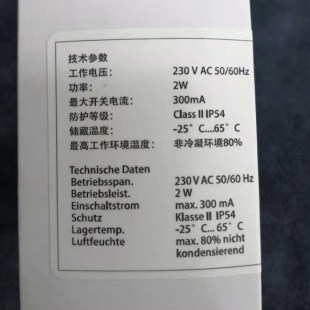 技术参数
工作电压： 230 V AC 50/60Hz
功率： 2W
最大开关电流： 300mA
防护等级： Class II IP54
储藏温度： -25° C....65° C
最高工作环境温度： 非冷凝环境80%
Technische Daten
Betriebsspan. 230 V AC 50/60 Hz
Betriebsleist. 2 W
Einschaltstrom max. 300 mA
Schutz Klasse II IP54
Lagertemp. -25° C... 65° C
Luftfeuchte max. 80% nicht
kondensierend